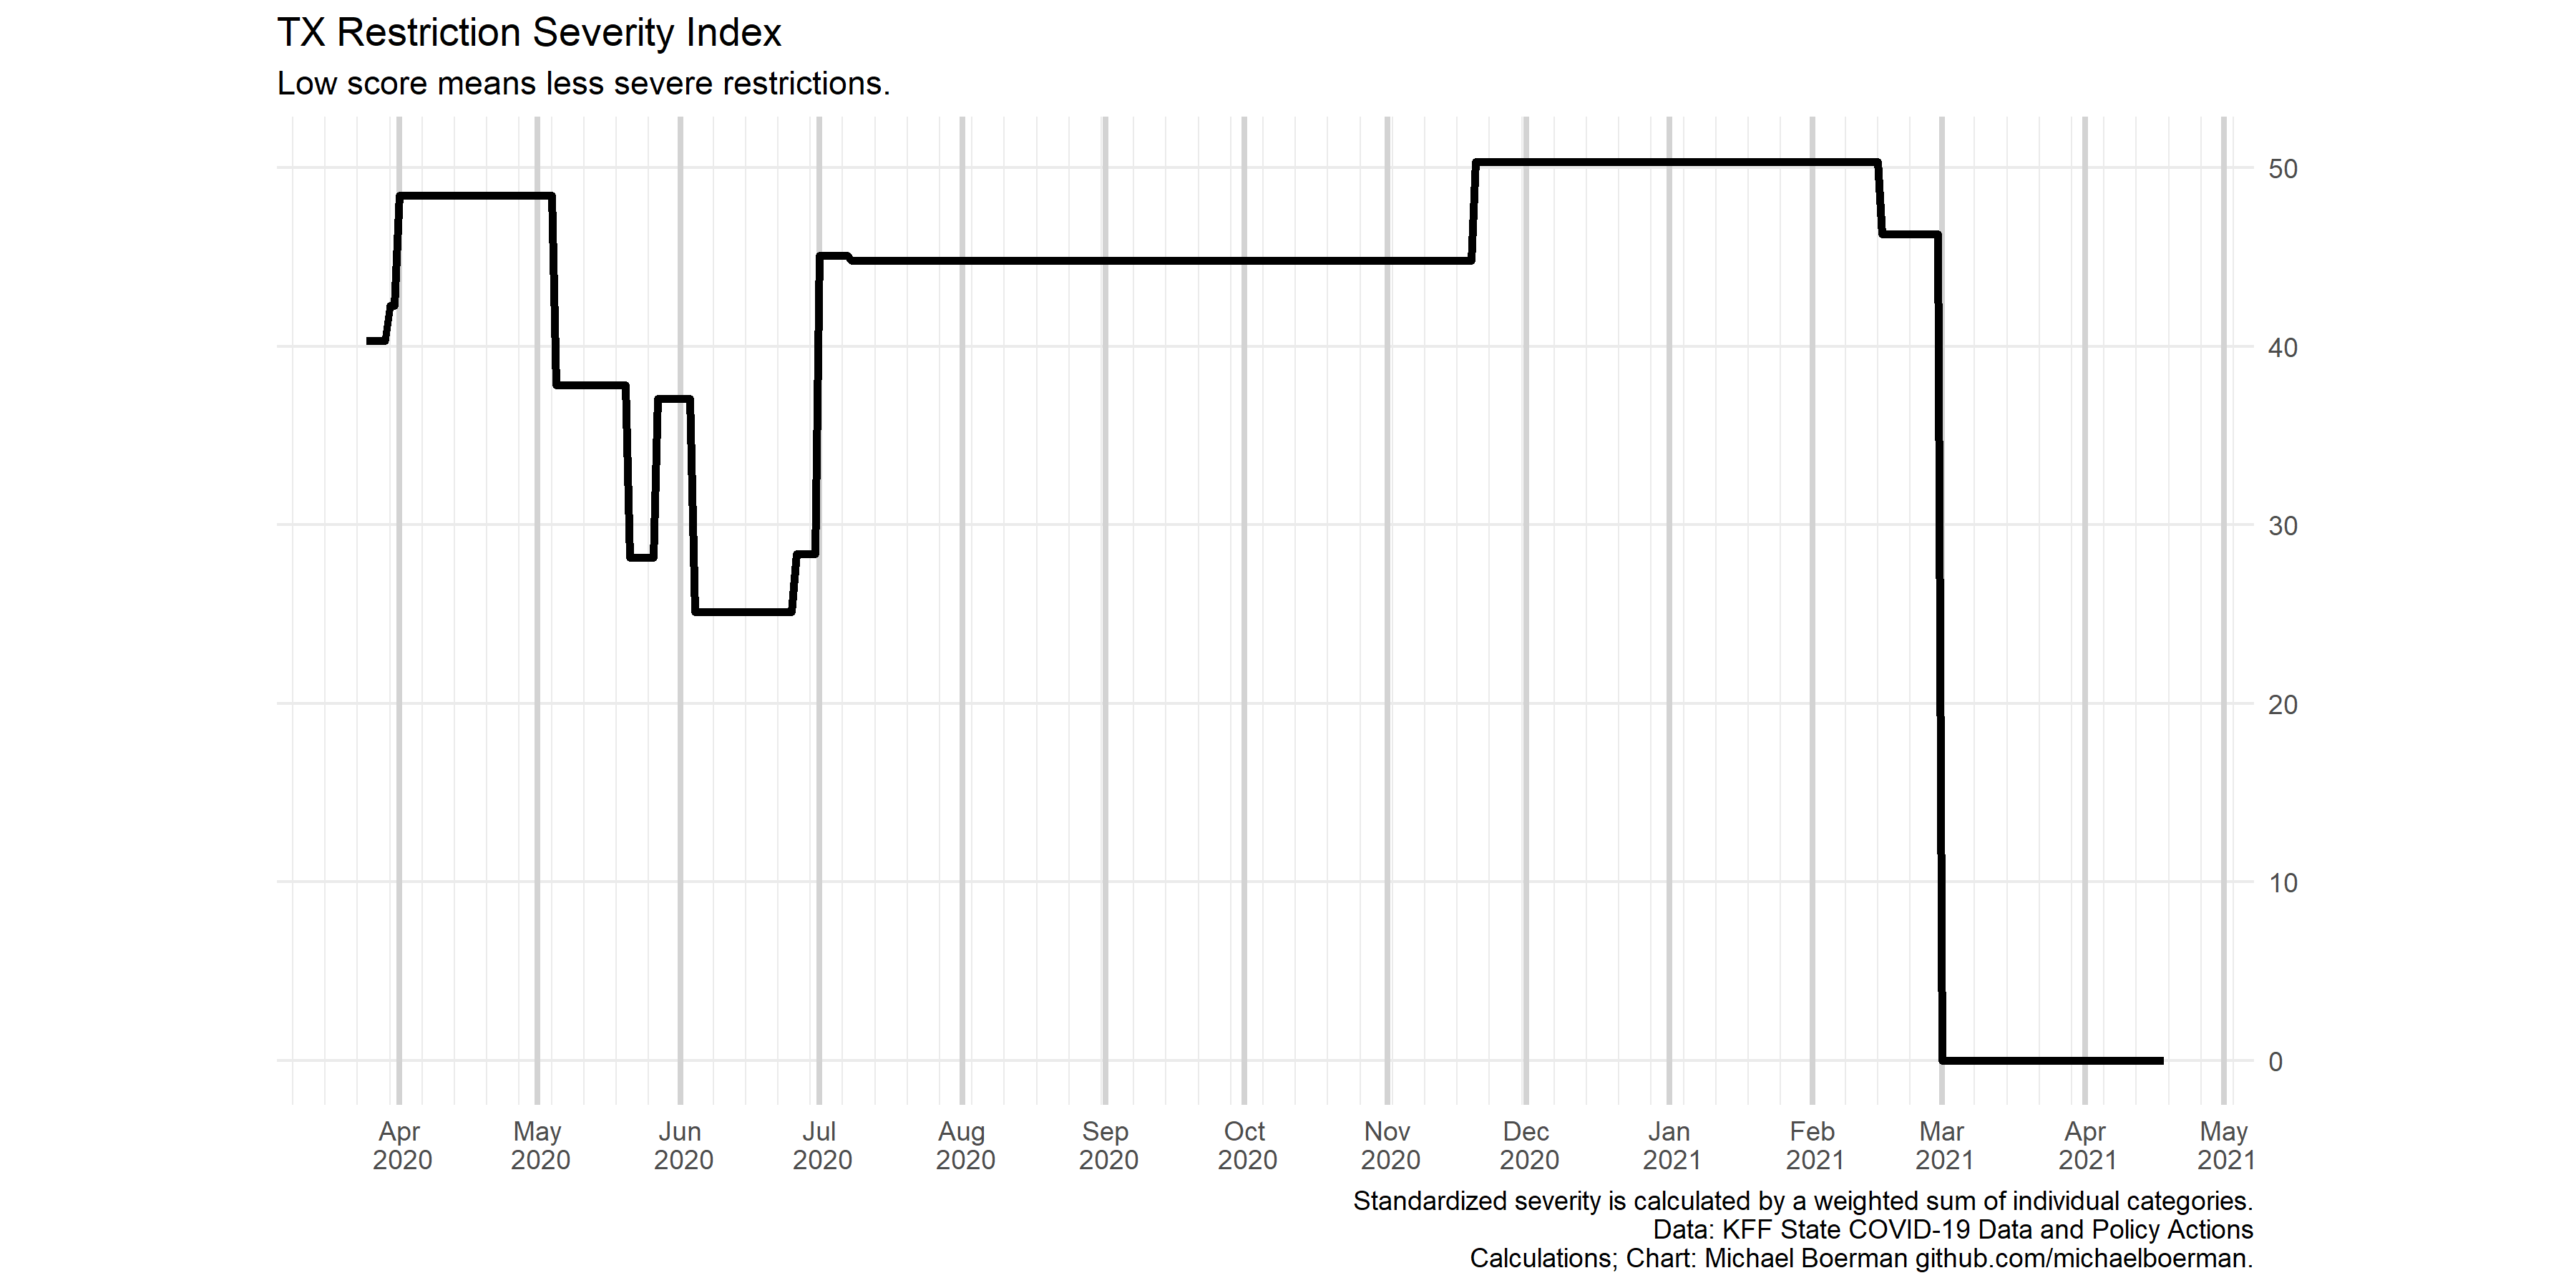 TX Restriction Severity Index
Low score means less severe restrictions.
50
40
30
20
10
0
Apr May Jun Jul Aug Sep Oct Nov Dec Jan Feb Mar Apr May
2020 2020 2020 2020 2020 2020 2020 2020 2020 2021 2021 2021 2021 2021
Standardized severity is calculated by a weighted sum of individual categories.
Data: KFF State COVID-19 Data and Policy Actions
Calculations; Chart: Michael Boerman github.com/michaelboerman.